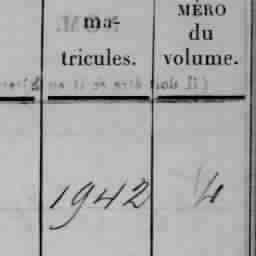 ma-
tricules.
MÉRO
du
volume.
1942
4